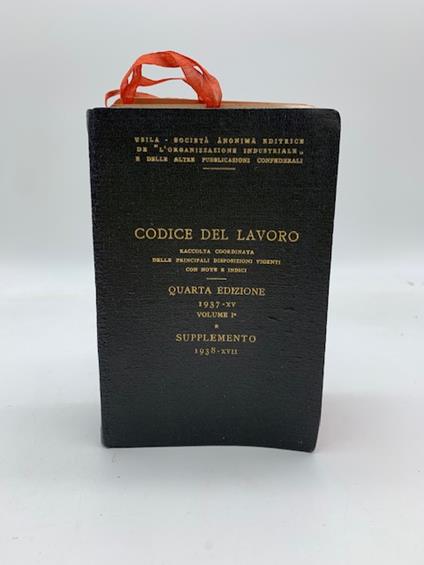 USILA - SOCIETÀ ANONIMA EDITRICE
DE "L'ORGANIZZAZIONE INDUSTRIALE„
E DELLE ALTRE PUBBLICAZIONI CONFEDERALI
CODICE DEL LAVORO
RACCOLTA COORDINATA
DELLE PRINCIPALI DISPOSIZIONI VIGENTI
CON NOTE E INDICI
QUARTA EDIZIONE
1937-XV
VOLUME Iº
E
SUPPLEMENTO
1938-XVII